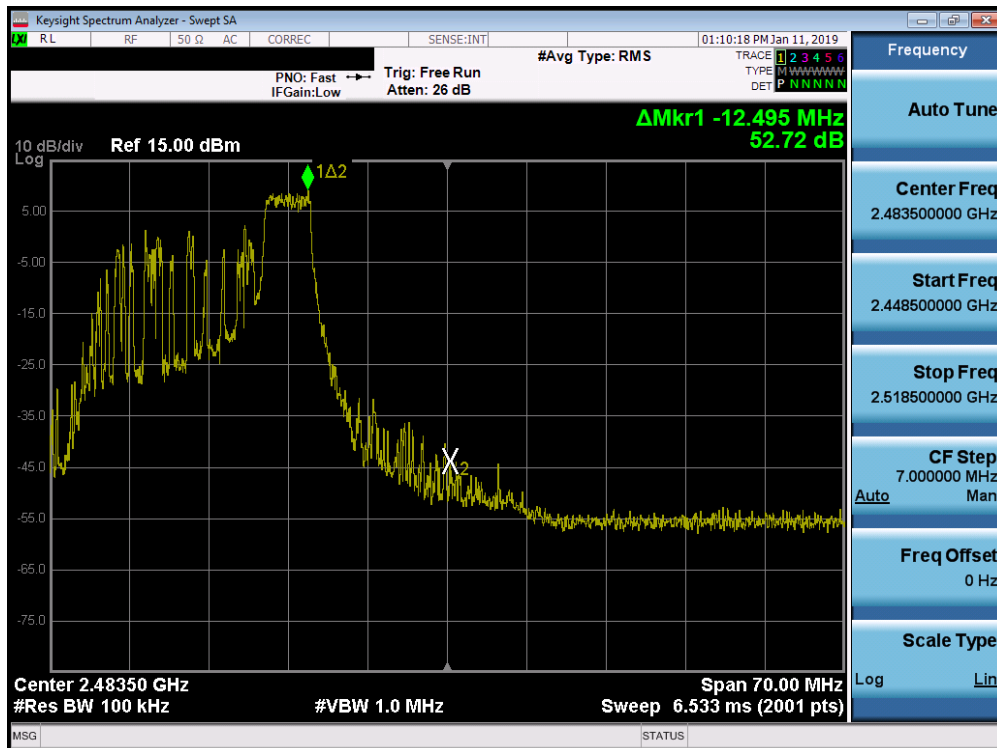 Keysight Spectrum Analyzer - Swept SA
LXI RL RF 50 Ω AC CORREC SENSE:INT 01:10:18 PM Jan 11, 2019
Frequency
#Avg Type: RMS
TRACE 1 2 3 4 5 6
PNO: Fast Trig: Free Run
TYPE M WWWWW
IFGain:Low Atten: 26 dB
DET P N N N N N
Auto Tune
ΔMkr1 -12.495 MHz
52.72 dB
10 dB/div Ref 15.00 dBm
Log
1Δ2
5.00
-5.00
-15.0
-25.0
-35.0
-45.0
2
-55.0
-65.0
-75.0
Center Freq
2.483500000 GHz
Start Freq
2.448500000 GHz
Stop Freq
2.518500000 GHz
CF Step
7.000000 MHz
Auto Man
Freq Offset
0 Hz
Scale Type
Log Lin
Center 2.48350 GHz Span 70.00 MHz
#Res BW 100 kHz #VBW 1.0 MHz Sweep 6.533 ms (2001 pts)
MSG STATUS